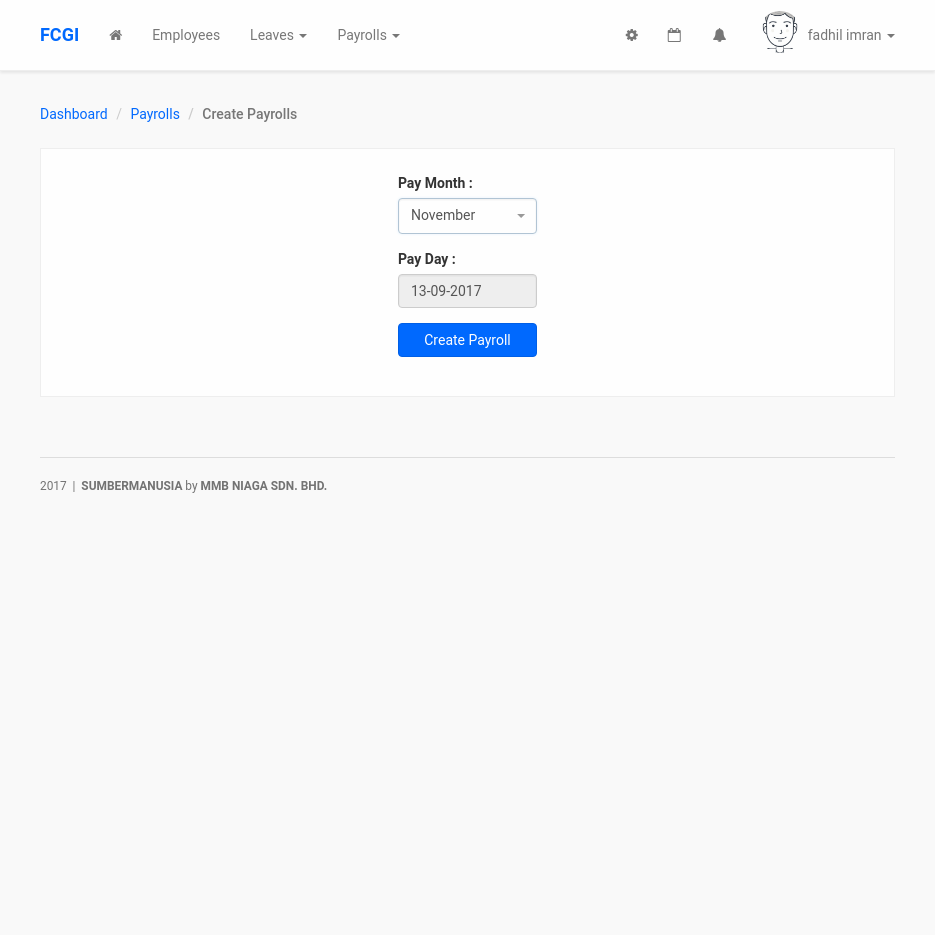 FCGI Employees Leaves Payrolls fadhil imran
Dashboard / Payrolls / Create Payrolls
Pay Month :
November
Pay Day :
13-09-2017
Create Payroll
2017 | SUMBERMANUSIA by MMB NIAGA SDN. BHD.